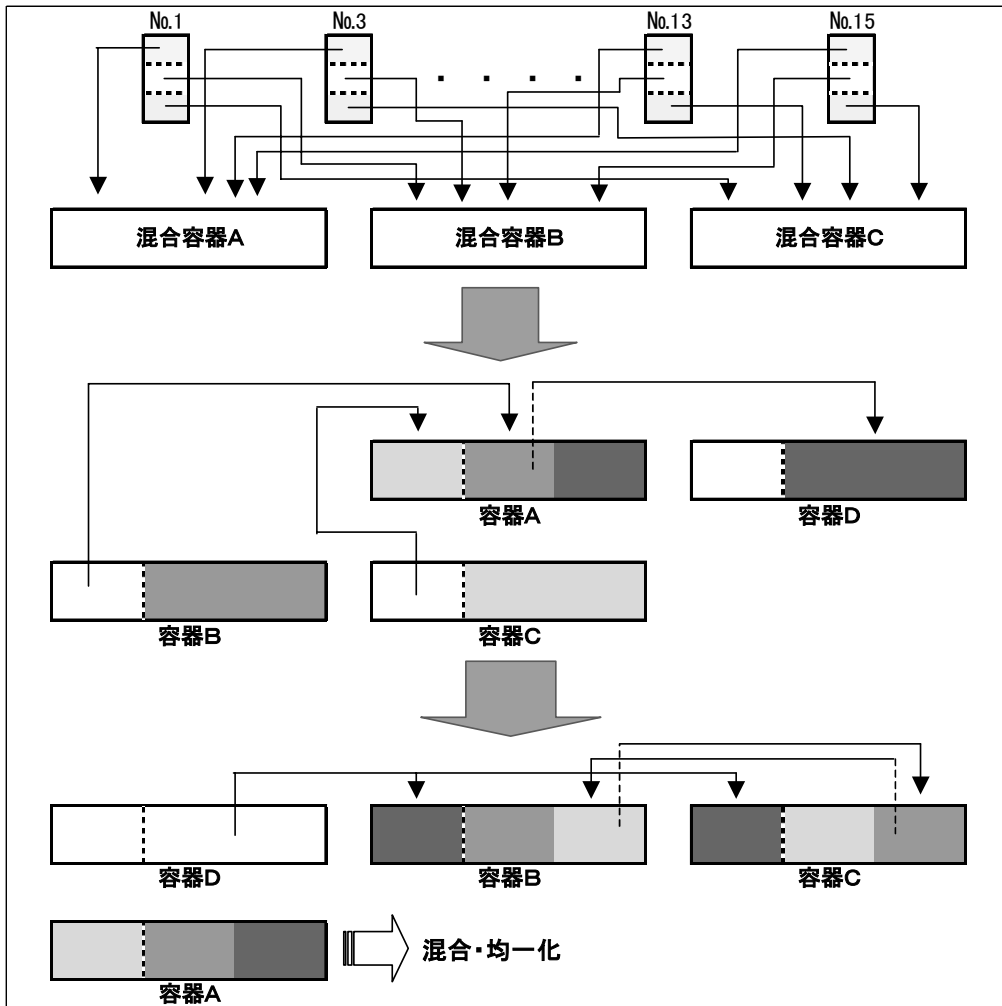 №.1
№.3
№.13
№.15
・ ・ ・ ・
混合容器A
混合容器B
混合容器C
容器A
容器D
容器B
容器C
容器D
容器B
容器C
混合・均一化
容器A